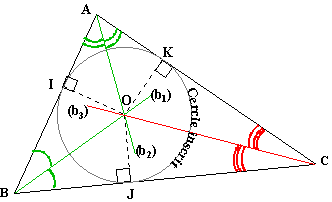 A
K
I
(b₁)
O
(b₃)
Cercle inscrit
(b₂)
C
B
J